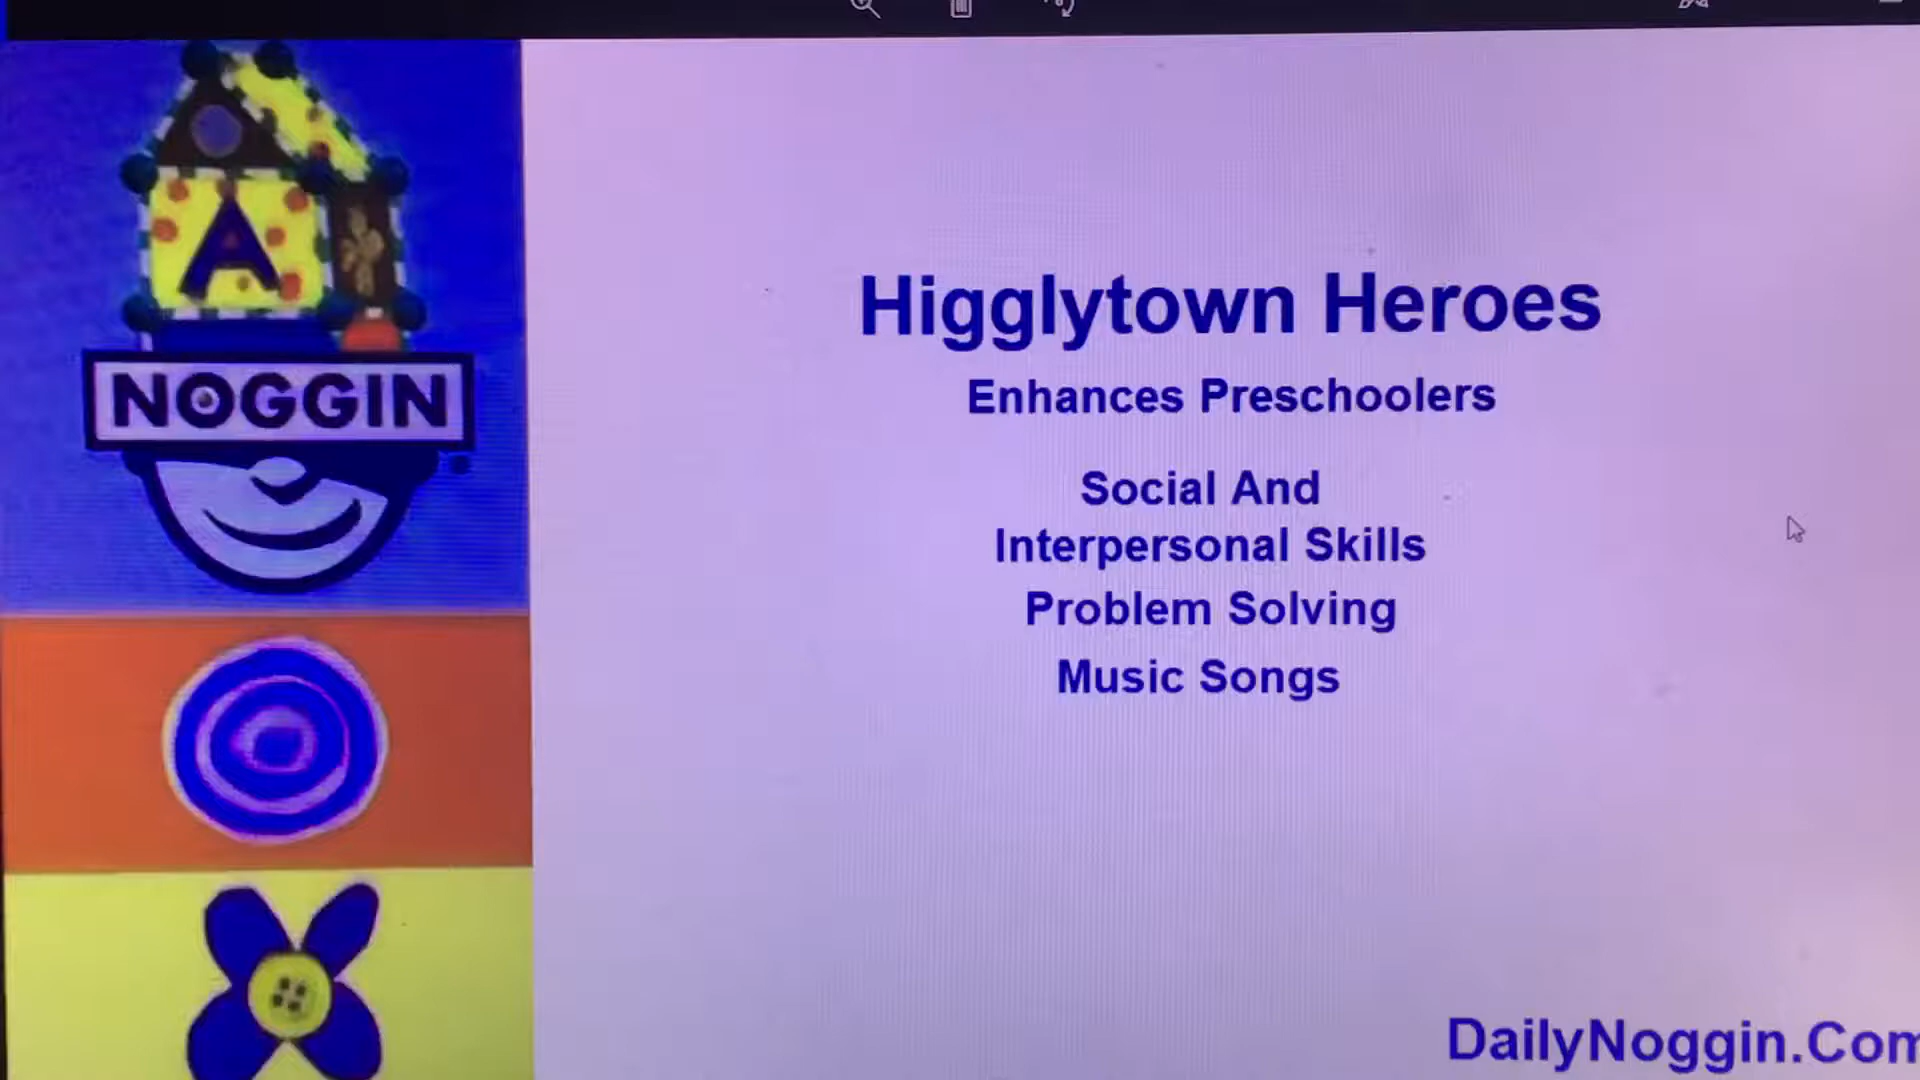 A
NOGGIN
Higglytown Heroes
Enhances Preschoolers
Social And
Interpersonal Skills
Problem Solving
Music Songs
DailyNoggin.Com